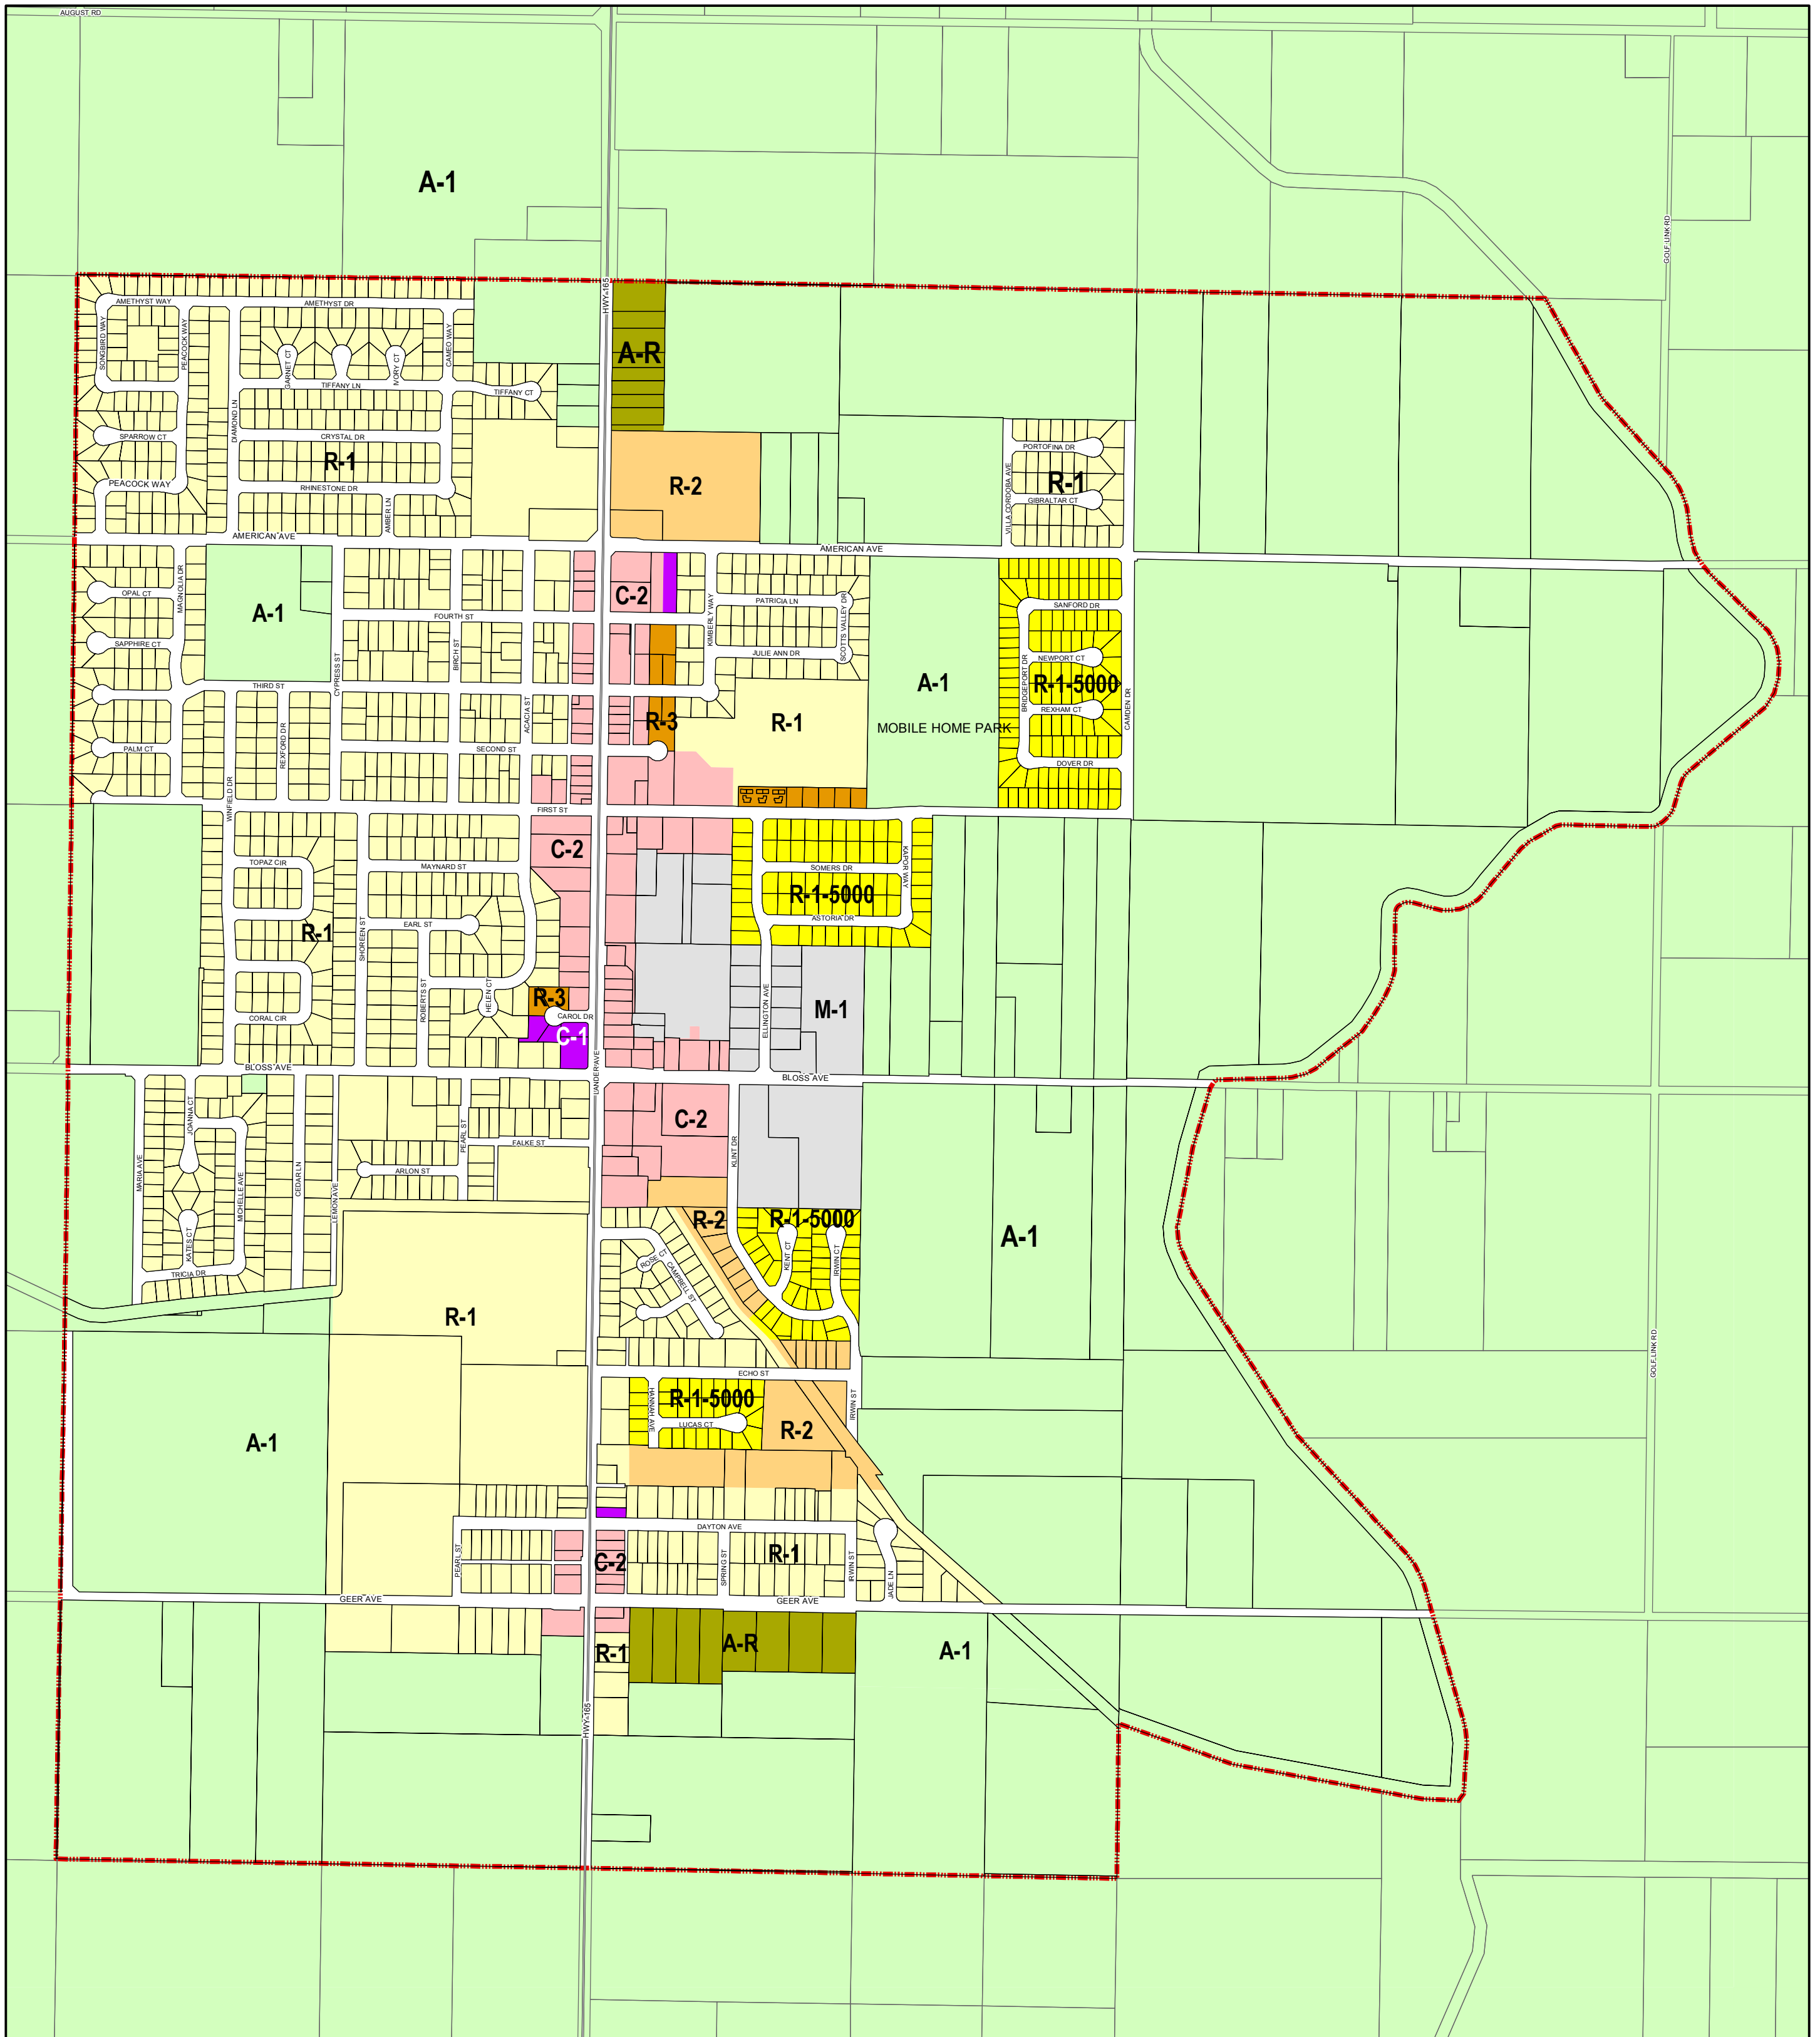 AUGUST RD
A-1
GOLF LINK RD
HWY 165
AMETHYST WAY
AMETHYST DR
SONGBIRD WAY
PEACOCK WAY
CAMEO WAY
GARNET CT
IVORY CT
A-R
TIFFANY LN
TIFFANY CT
DIAMOND LN
SPARROW CT
CRYSTAL DR
R-1
PORTOFINA DR
R-1
VILLA CORDOBA AVE
PEACOCK WAY
RHINESTONE DR
R-2
GIBRALTAR CT
AMBER LN
AMERICAN AVE
AMERICAN AVE
MAGNOLIA DR
OPAL CT
A-1
C-2
PATRICIA LN
SANFORD DR
FOURTH ST
KIMBERLY WAY
SCOTTS VALLEY DR
SAPPHIRE CT
BIRCH ST
JULIE ANN DR
NEWPORT CT
CYPRESS ST
THIRD ST
A-1
BRIDGEPORT DR
R-1-5000
CAMDEN DR
ACACIA ST
REXHAM CT
R-3
R-1
MOBILE HOME PARK
PALM CT
REXFORD DR
SECOND ST
DOVER DR
WINFIELD DR
FIRST ST
C-2
TOPAZ CIR
MAYNARD ST
SOMERS DR
KAPOR WAY
R-1-5000
ASTORIA DR
R-1
SHOREEN ST
EARL ST
ROBERTS ST
HELEN CT
R-3
CAROL DR
C-1
ELLINGTON AVE
M-1
CORAL CIR
BLOSS AVE
LANDER AVE
BLOSS AVE
JOANNA CT
C-2
PEARL ST
FALKE ST
KLINT DR
MARIA AVE
MICHELLE AVE
CEDAR LN
ARLON ST
LEMON AVE
R-2
R-1-5000
KATES CT
A-1
ROSE CT
CAMPBELL ST
KENT CT
IRWIN CT
TRICIA DR
R-1
ECHO ST
GOLF LINK RD
HANNAH AVE
R-1-5000
LUCAS CT
IRWIN ST
R-2
A-1
DAYTON AVE
PEARL ST
C-2
SPRING ST
R-1
IRWIN ST
JADE LN
GEER AVE
GEER AVE
R-1
A-R
A-1
HWY 165